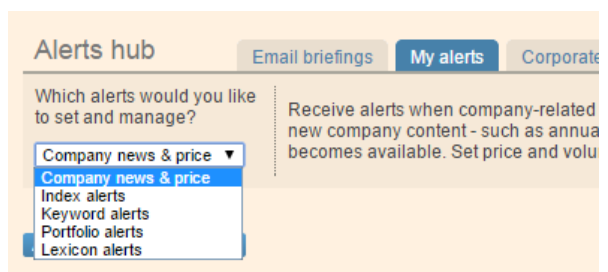 Alerts hub
Email briefings
My alerts
Corporate
Which alerts would you like
to set and manage?
Receive alerts when company-related
new company content - such as annua
becomes available. Set price and volu
Company news & price
Company news & price
Index alerts
Keyword alerts
Portfolio alerts
Lexicon alerts